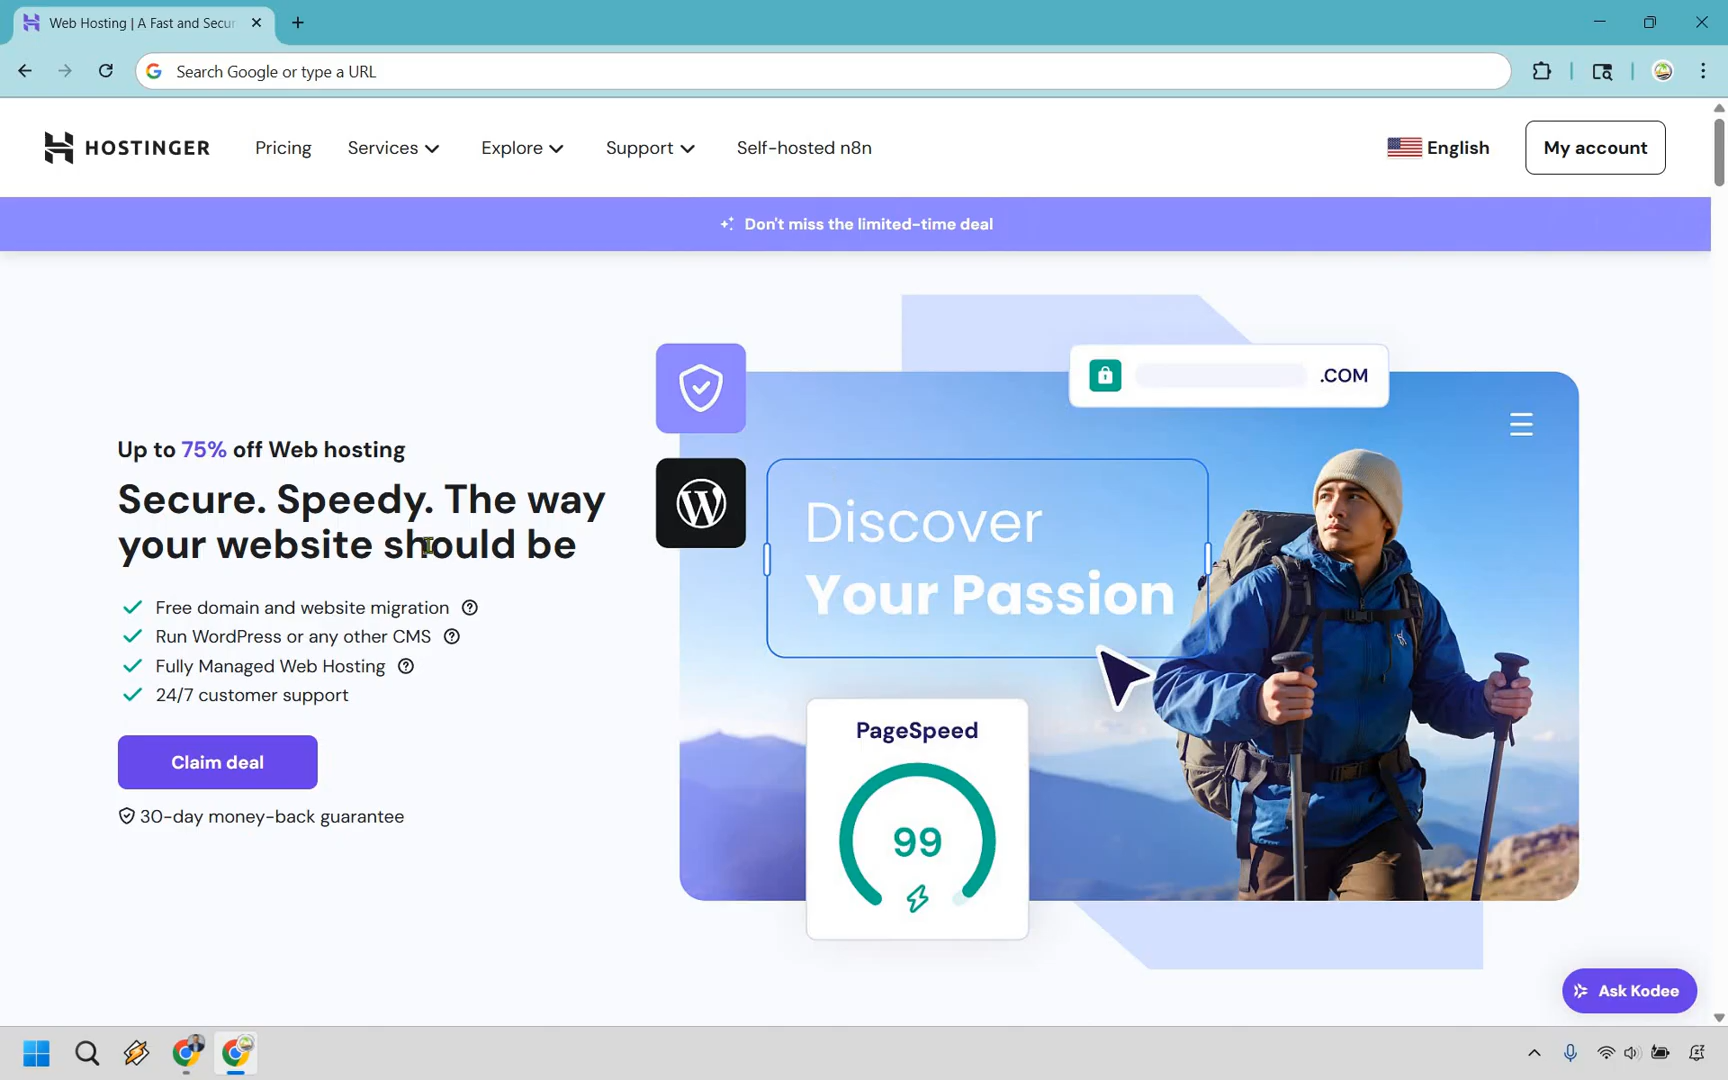 Web Hosting | A Fast and Secur
Search Google or type a URL
HOSTINGER
Pricing
Services
Explore
Support
Self-hosted n8n
English
My account
Don't miss the limited-time deal
Up to 75% off Web hosting
Secure. Speedy. The way
your website should be
Free domain and website migration
Run WordPress or any other CMS
Fully Managed Web Hosting
24/7 customer support
Claim deal
30-day money-back guarantee
.COM
Discover
Your Passion
PageSpeed
99
Ask Kodee